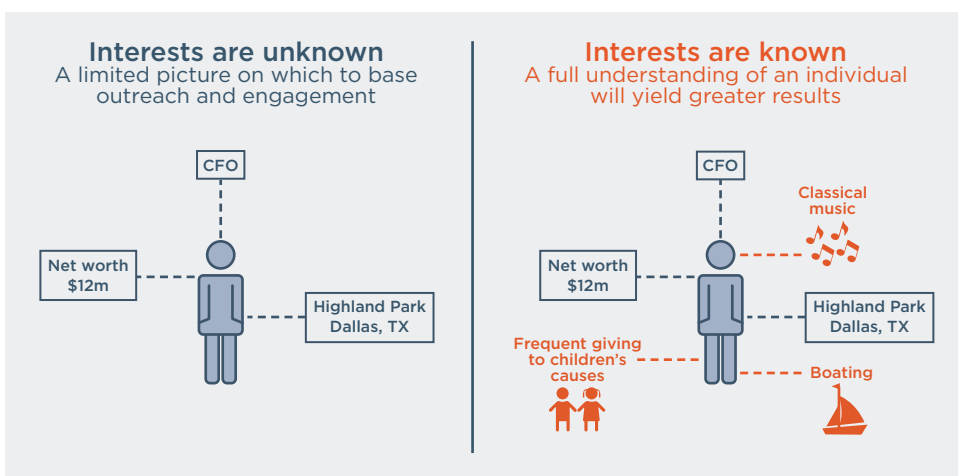 Interests are unknown
A limited picture on which to base
outreach and engagement
CFO
Net worth
$12m
Highland Park
Dallas, TX
Interests are known
A full understanding of an individual
will yield greater results
CFO
Classical
music
Net worth
$12m
Highland Park
Dallas, TX
Frequent giving
to children's
causes
Boating